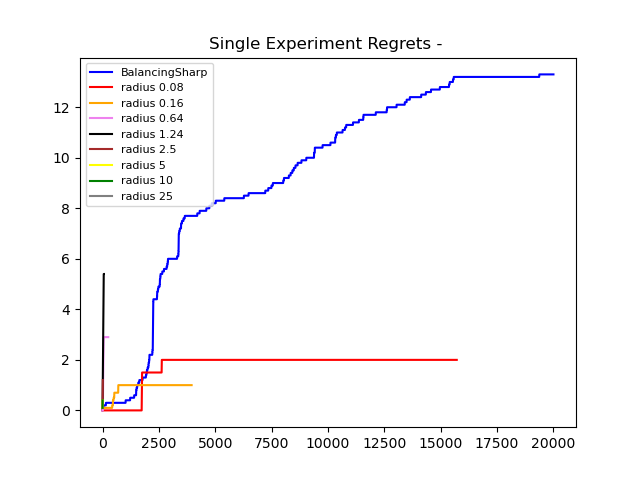 Single Experiment Regrets -
BalancingSharp
radius 0.08
radius 0.16
radius 0.64
radius 1.24
radius 2.5
radius 5
radius 10
radius 25
12
10
8
6
4
2
0
0 2500 5000 7500 10000 12500 15000 17500 20000